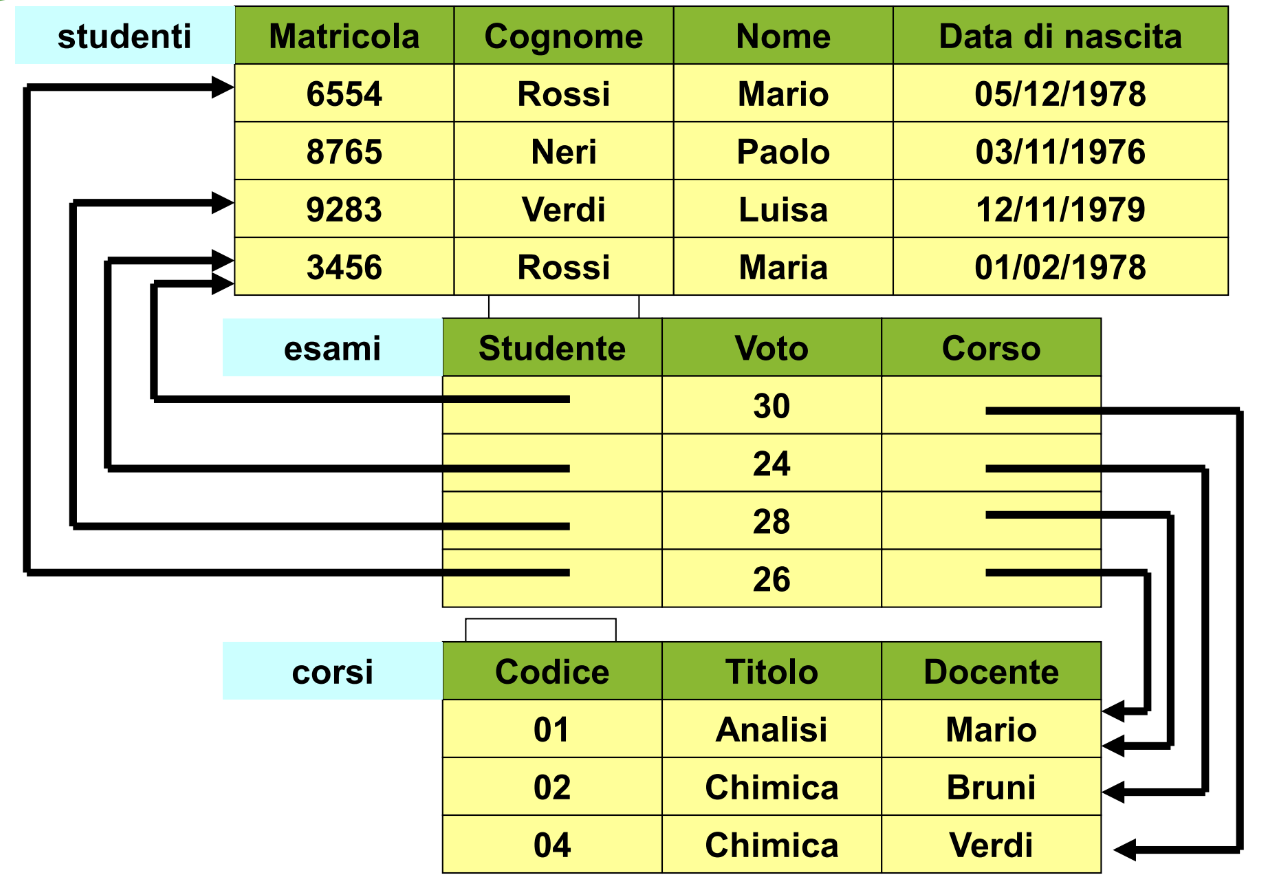 studenti Matricola Cognome Nome Data di nascita
6554 Rossi Mario 05/12/1978
8765 Neri Paolo 03/11/1976
9283 Verdi Luisa 12/11/1979
3456 Rossi Maria 01/02/1978
esami Studente Voto Corso
30
24
28
26
corsi Codice Titolo Docente
01 Analisi Mario
02 Chimica Bruni
04 Chimica Verdi